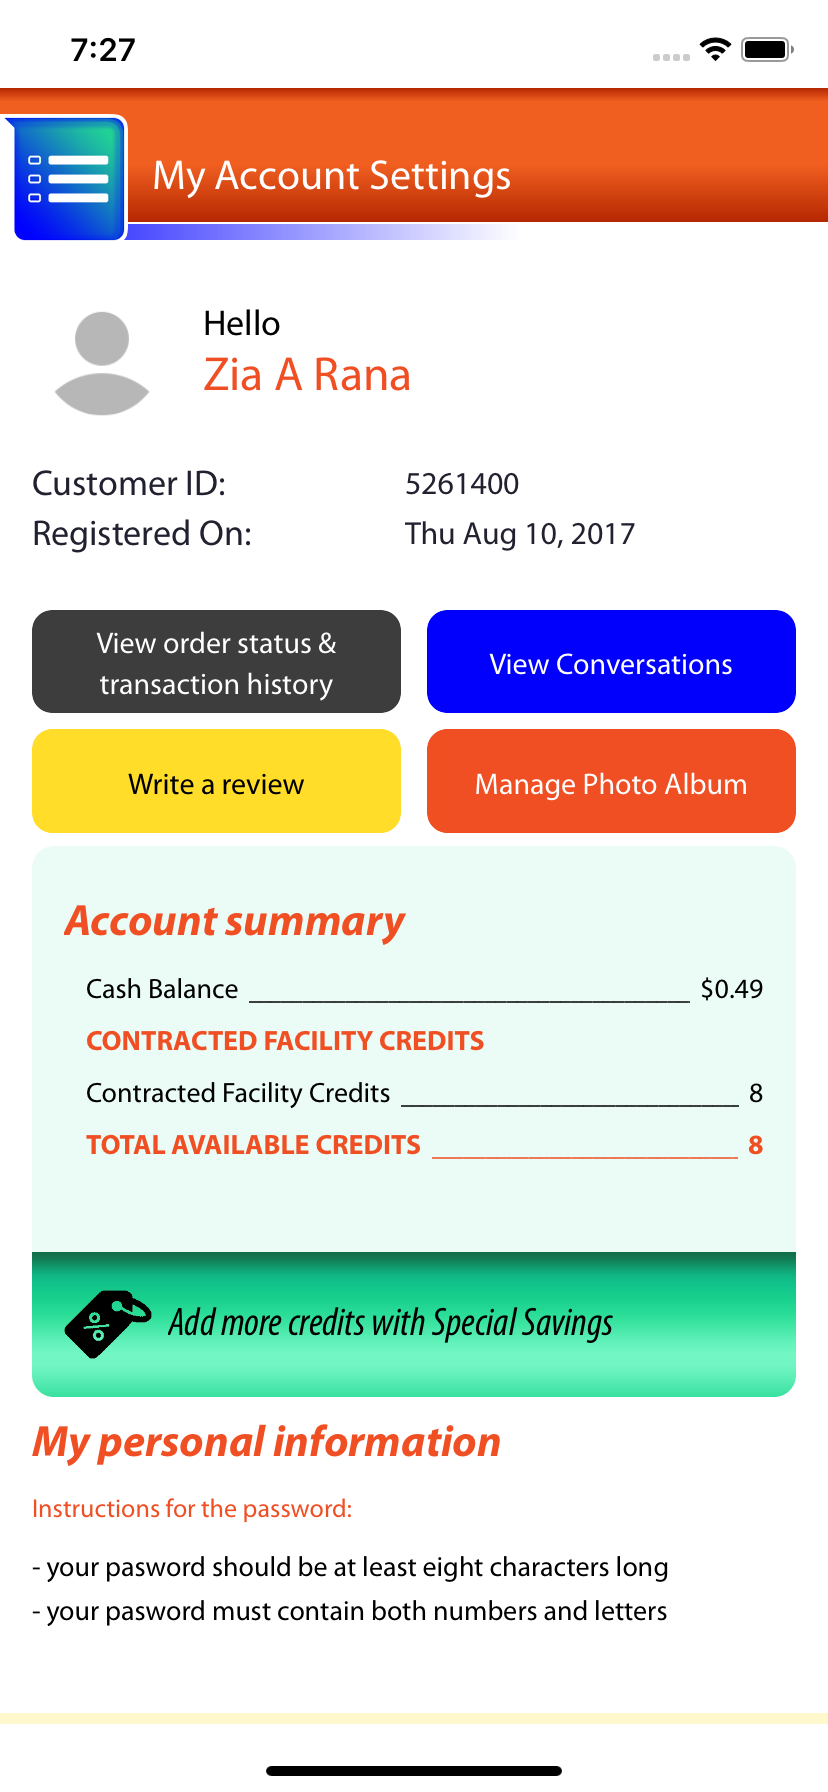 7:27
My Account Settings
Hello
Zia A Rana
Customer ID: 5261400
Registered On: Thu Aug 10, 2017
View order status &
transaction history
View Conversations
Write a review
Manage Photo Album
Account summary
Cash Balance $0.49
CONTRACTED FACILITY CREDITS
Contracted Facility Credits 8
TOTAL AVAILABLE CREDITS 8
Add more credits with Special Savings
My personal information
Instructions for the password:
- your pasword should be at least eight characters long
- your pasword must contain both numbers and letters